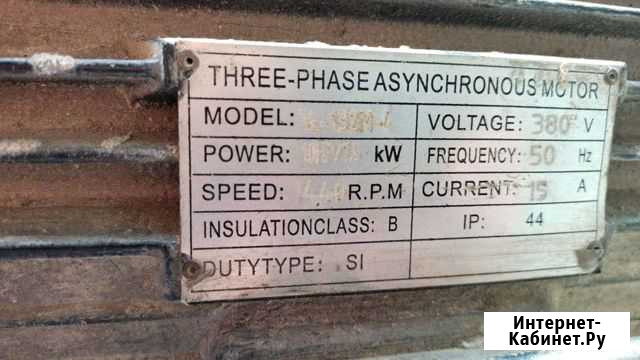 THREE-PHASE ASYNCHRONOUS MOTOR
MODEL: VOLTAGE: 380 V
POWER: kW FREQUENCY: 50 Hz
SPEED: R.P.M CURRENT: 15 A
INSULATIONCLASS: B IP: 44
DUTYTYPE: SI
Интернет-
Кабинет.Ру